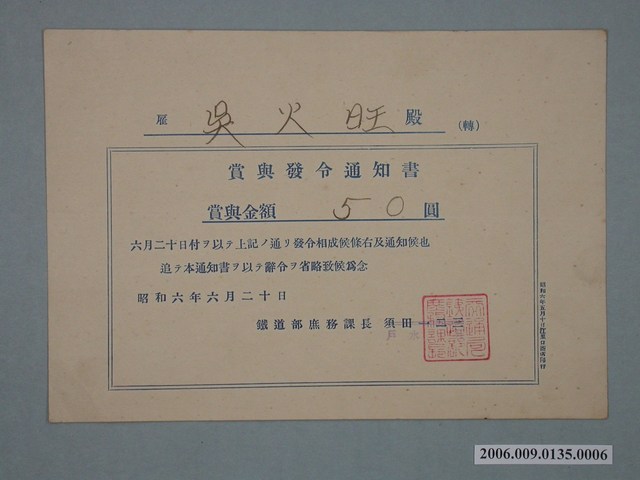 雇 吳火旺 殿 (轉)
賞與發令通知書
賞與金額 50 圓
六月二十日付ヲ以テ上記ノ通リ發令相成候條右及通知候也
追テ本通知書ヲ以テ辭令ヲ省略致候爲念
昭和六年六月二十日
鐵道部庶務課長 須田一二三
2006.009.0135.0006